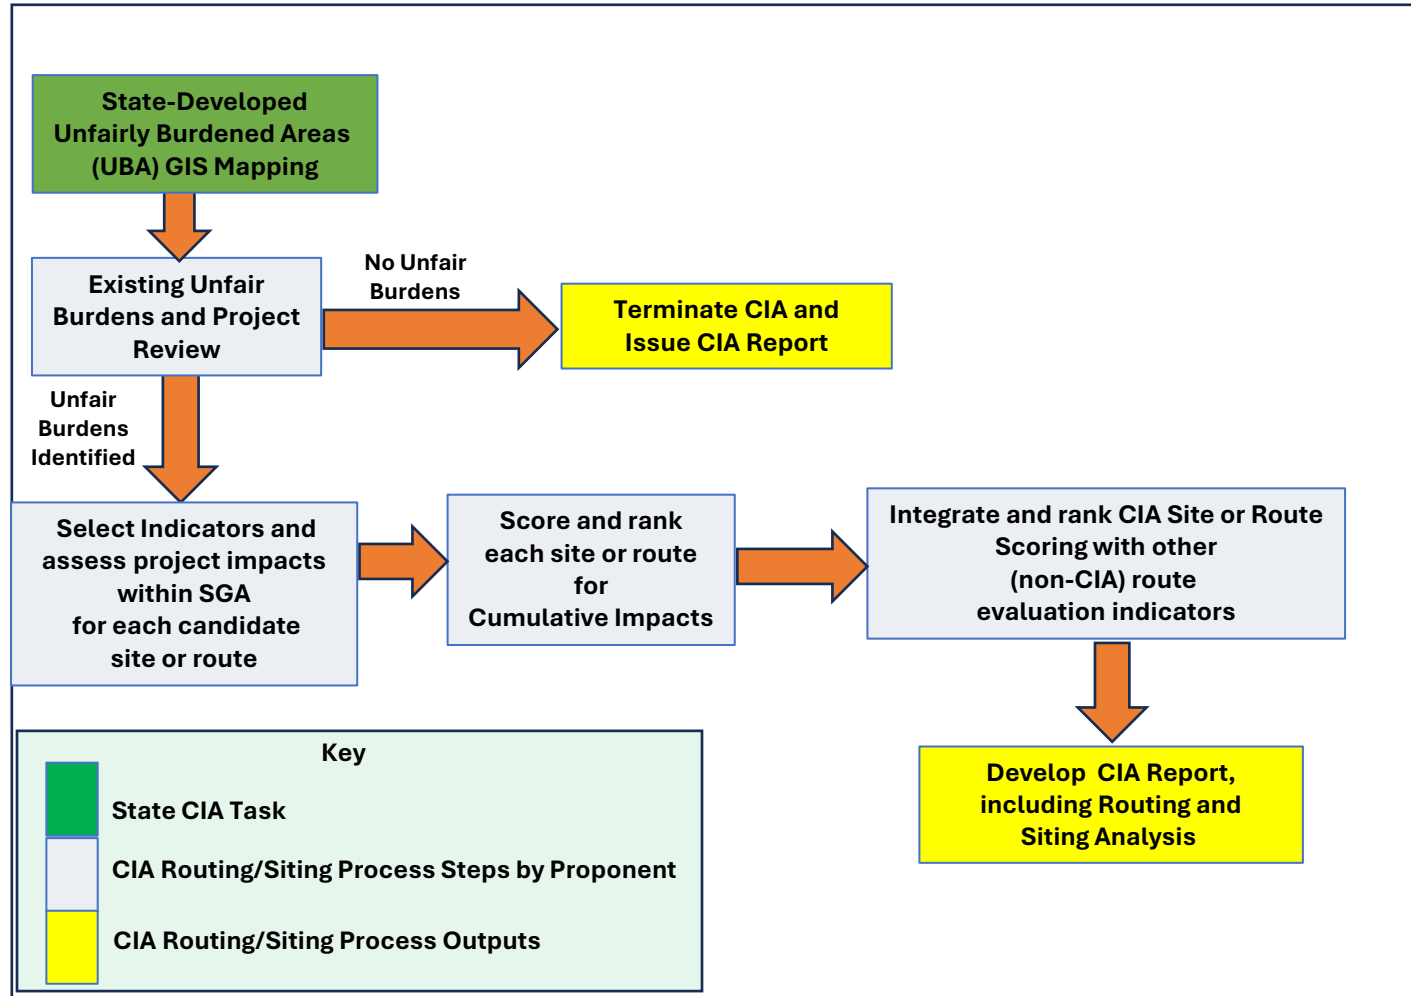 State-Developed
Unfairly Burdened Areas
(UBA) GIS Mapping
Existing Unfair
Burdens and Project
Review
No Unfair
Burdens
Terminate CIA and
Issue CIA Report
Unfair
Burdens
Identified
Select Indicators and
assess project impacts
within SGA
for each candidate
site or route
Score and rank
each site or route
for
Cumulative Impacts
Integrate and rank CIA Site or Route
Scoring with other
(non-CIA) route
evaluation indicators
Develop CIA Report,
including Routing and
Siting Analysis
Key
State CIA Task
CIA Routing/Siting Process Steps by Proponent
CIA Routing/Siting Process Outputs